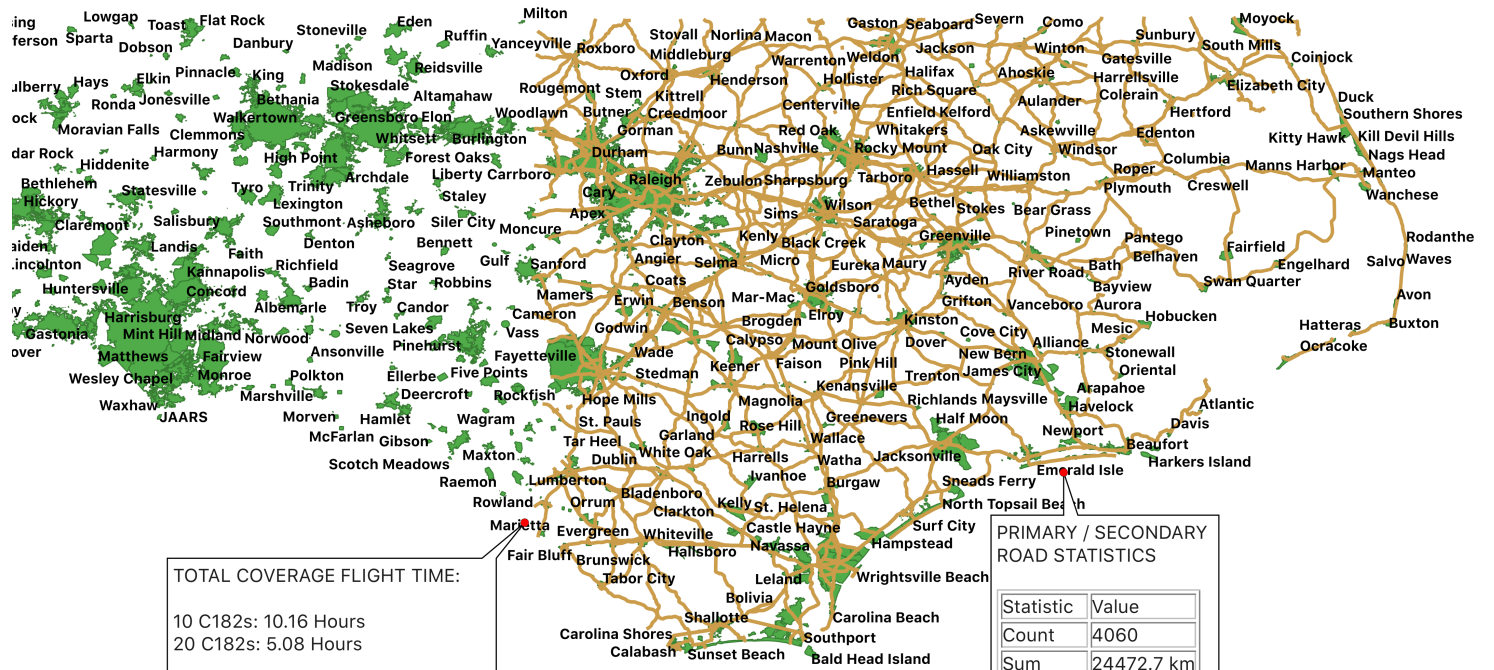 Lowgap Toast Flat Rock Stoneville Eden Milton Gaston Seaboard Severn Como Moyock
sing
fferson Sparta Dobson Danbury Ruffin Yanceyville Roxboro Stovall Norlina Macon Jackson Winton Sunbury South Mills
Middleburg Warrenton Weldon Gatesville Coinjock
Hays Elkin Pinnacle King Madison Reidsville Oxford Henderson Hollister Halifax Ahoskie Harrellsville Elizabeth City
ulberry Stokesdale Rougemont Stem Kittrell Rich Square Colerain
Ronda Jonesville Bethania Altamahaw Centerville Aulander Duck
ock Walkertown Greensboro Elon Woodlawn Butner Creedmoor Enfield Kelford Hertford Southern Shores
Moravian Falls Clemmons Whitsett Burlington Gorman Red Oak Whitakers Askewville Edenton Kitty Hawk Kill Devil Hills
dar Rock Hiddenite Harmony High Point Forest Oaks Durham Bunn Nashville Rocky Mount Oak City Windsor Columbia Nags Head
Archdale Liberty Carrboro Hassell Roper Manns Harbor Manteo
Bethlehem Statesville Tyro Trinity Staley Cary Raleigh Zebulon Sharpsburg Tarboro Williamston Plymouth Creswell Wanchese
Hickory Lexington
Claremont Salisbury Southmont Asheboro Siler City Apex Sims Wilson Bethel Stokes Bear Grass
Moncure Saratoga
aiden Landis Faith Denton Bennett Clayton Kenly Black Creek Greenville Pinetown Pantego Fairfield Rodanthe
Lincolnton Kannapolis Richfield Seagrove Gulf Sanford Angier Selma Micro Eureka Maury Bath Belhaven Engelhard Salvo Waves
Huntersville Concord Badin Star Robbins Coats Goldsboro Ayden River Road Bayview Swan Quarter
Harrisburg Albemarle Troy Candor Mamers Erwin Benson Mar-Mac Grifton Vanceboro Aurora Avon
Cameron Elroy Hobucken
Gastonia Mint Hill Midland Norwood Seven Lakes Vass Godwin Brogden Kinston Cove City Mesic Hatteras Buxton
over Matthews Fairview Ansonville Pinehurst Fayetteville Wade Calypso Mount Olive Dover New Bern Alliance Stonewall Ocracoke
Wesley Chapel Monroe Polkton Ellerbe Five Points Stedman Keener Faison Pink Hill Trenton James City Oriental
Waxhaw Marshville Deercroft Rockfish Hope Mills Magnolia Kenansville Richlands Maysville Arapahoe
JAARS Morven Hamlet Wagram St. Pauls Ingold Rose Hill Greenevers Half Moon Havelock Atlantic
McFarlan Gibson Tar Heel Garland Wallace Newport Davis
Scotch Meadows Maxton Dublin White Oak Harrells Watha Jacksonville Beaufort
Harkers Island
Raemon Lumberton Ivanhoe Burgaw Sneads Ferry Emerald Isle
Rowland Orrum Bladenboro Kelly St. Helena North Topsail Beach
Marietta Evergreen Clarkton Castle Hayne Surf City
Fair Bluff Whiteville Navassa Hampstead
Brunswick Hallsboro
Tabor City Leland Wrightsville Beach
Bolivia
Shallotte Carolina Beach
Carolina Shores Southport
Calabash Sunset Beach Bald Head Island
TOTAL COVERAGE FLIGHT TIME:
10 C182s: 10.16 Hours
20 C182s: 5.08 Hours
PRIMARY / SECONDARY
ROAD STATISTICS
Statistic Value
Count 4060
Sum 24472.7 km